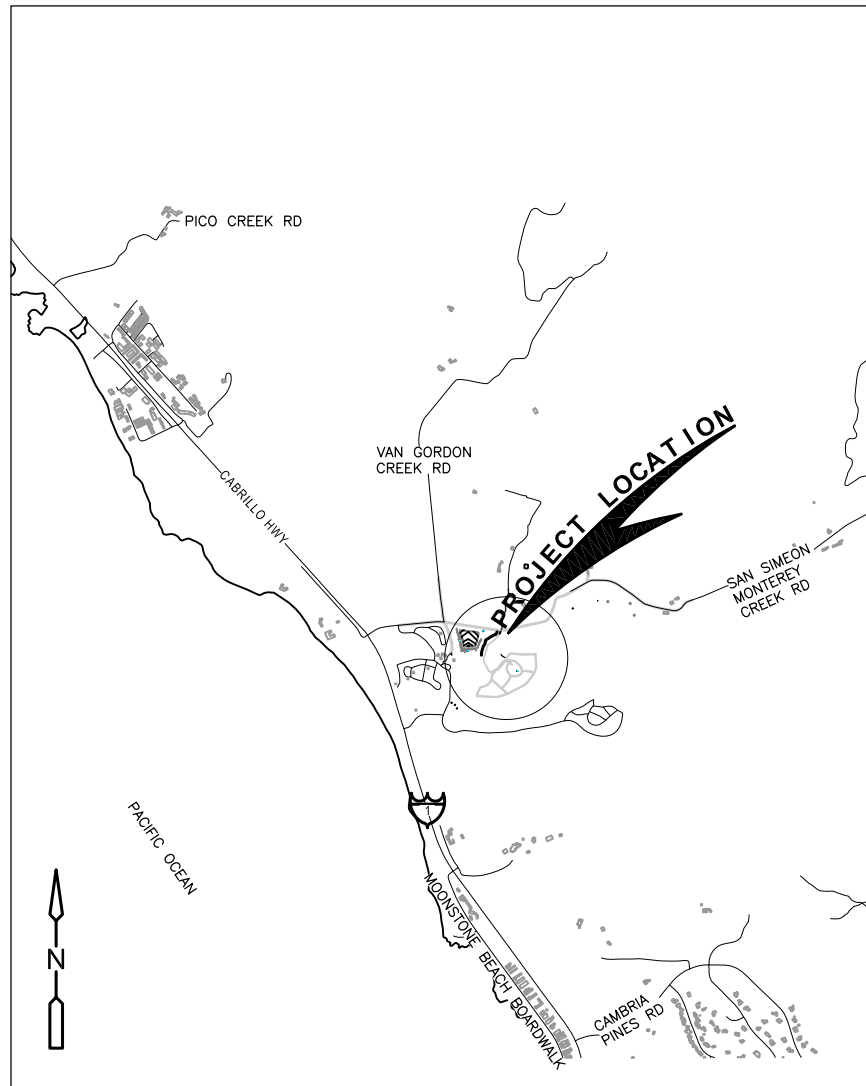 PICO CREEK RD
VAN GORDON
CREEK RD
PROJECT LOCATION
CABRILLO HWY
SAN SIMEON
MONTEREY
CREEK RD
1
PACIFIC OCEAN
MOONSTONE BEACH BOARDWALK
N
CAMBRIA
PINES RD